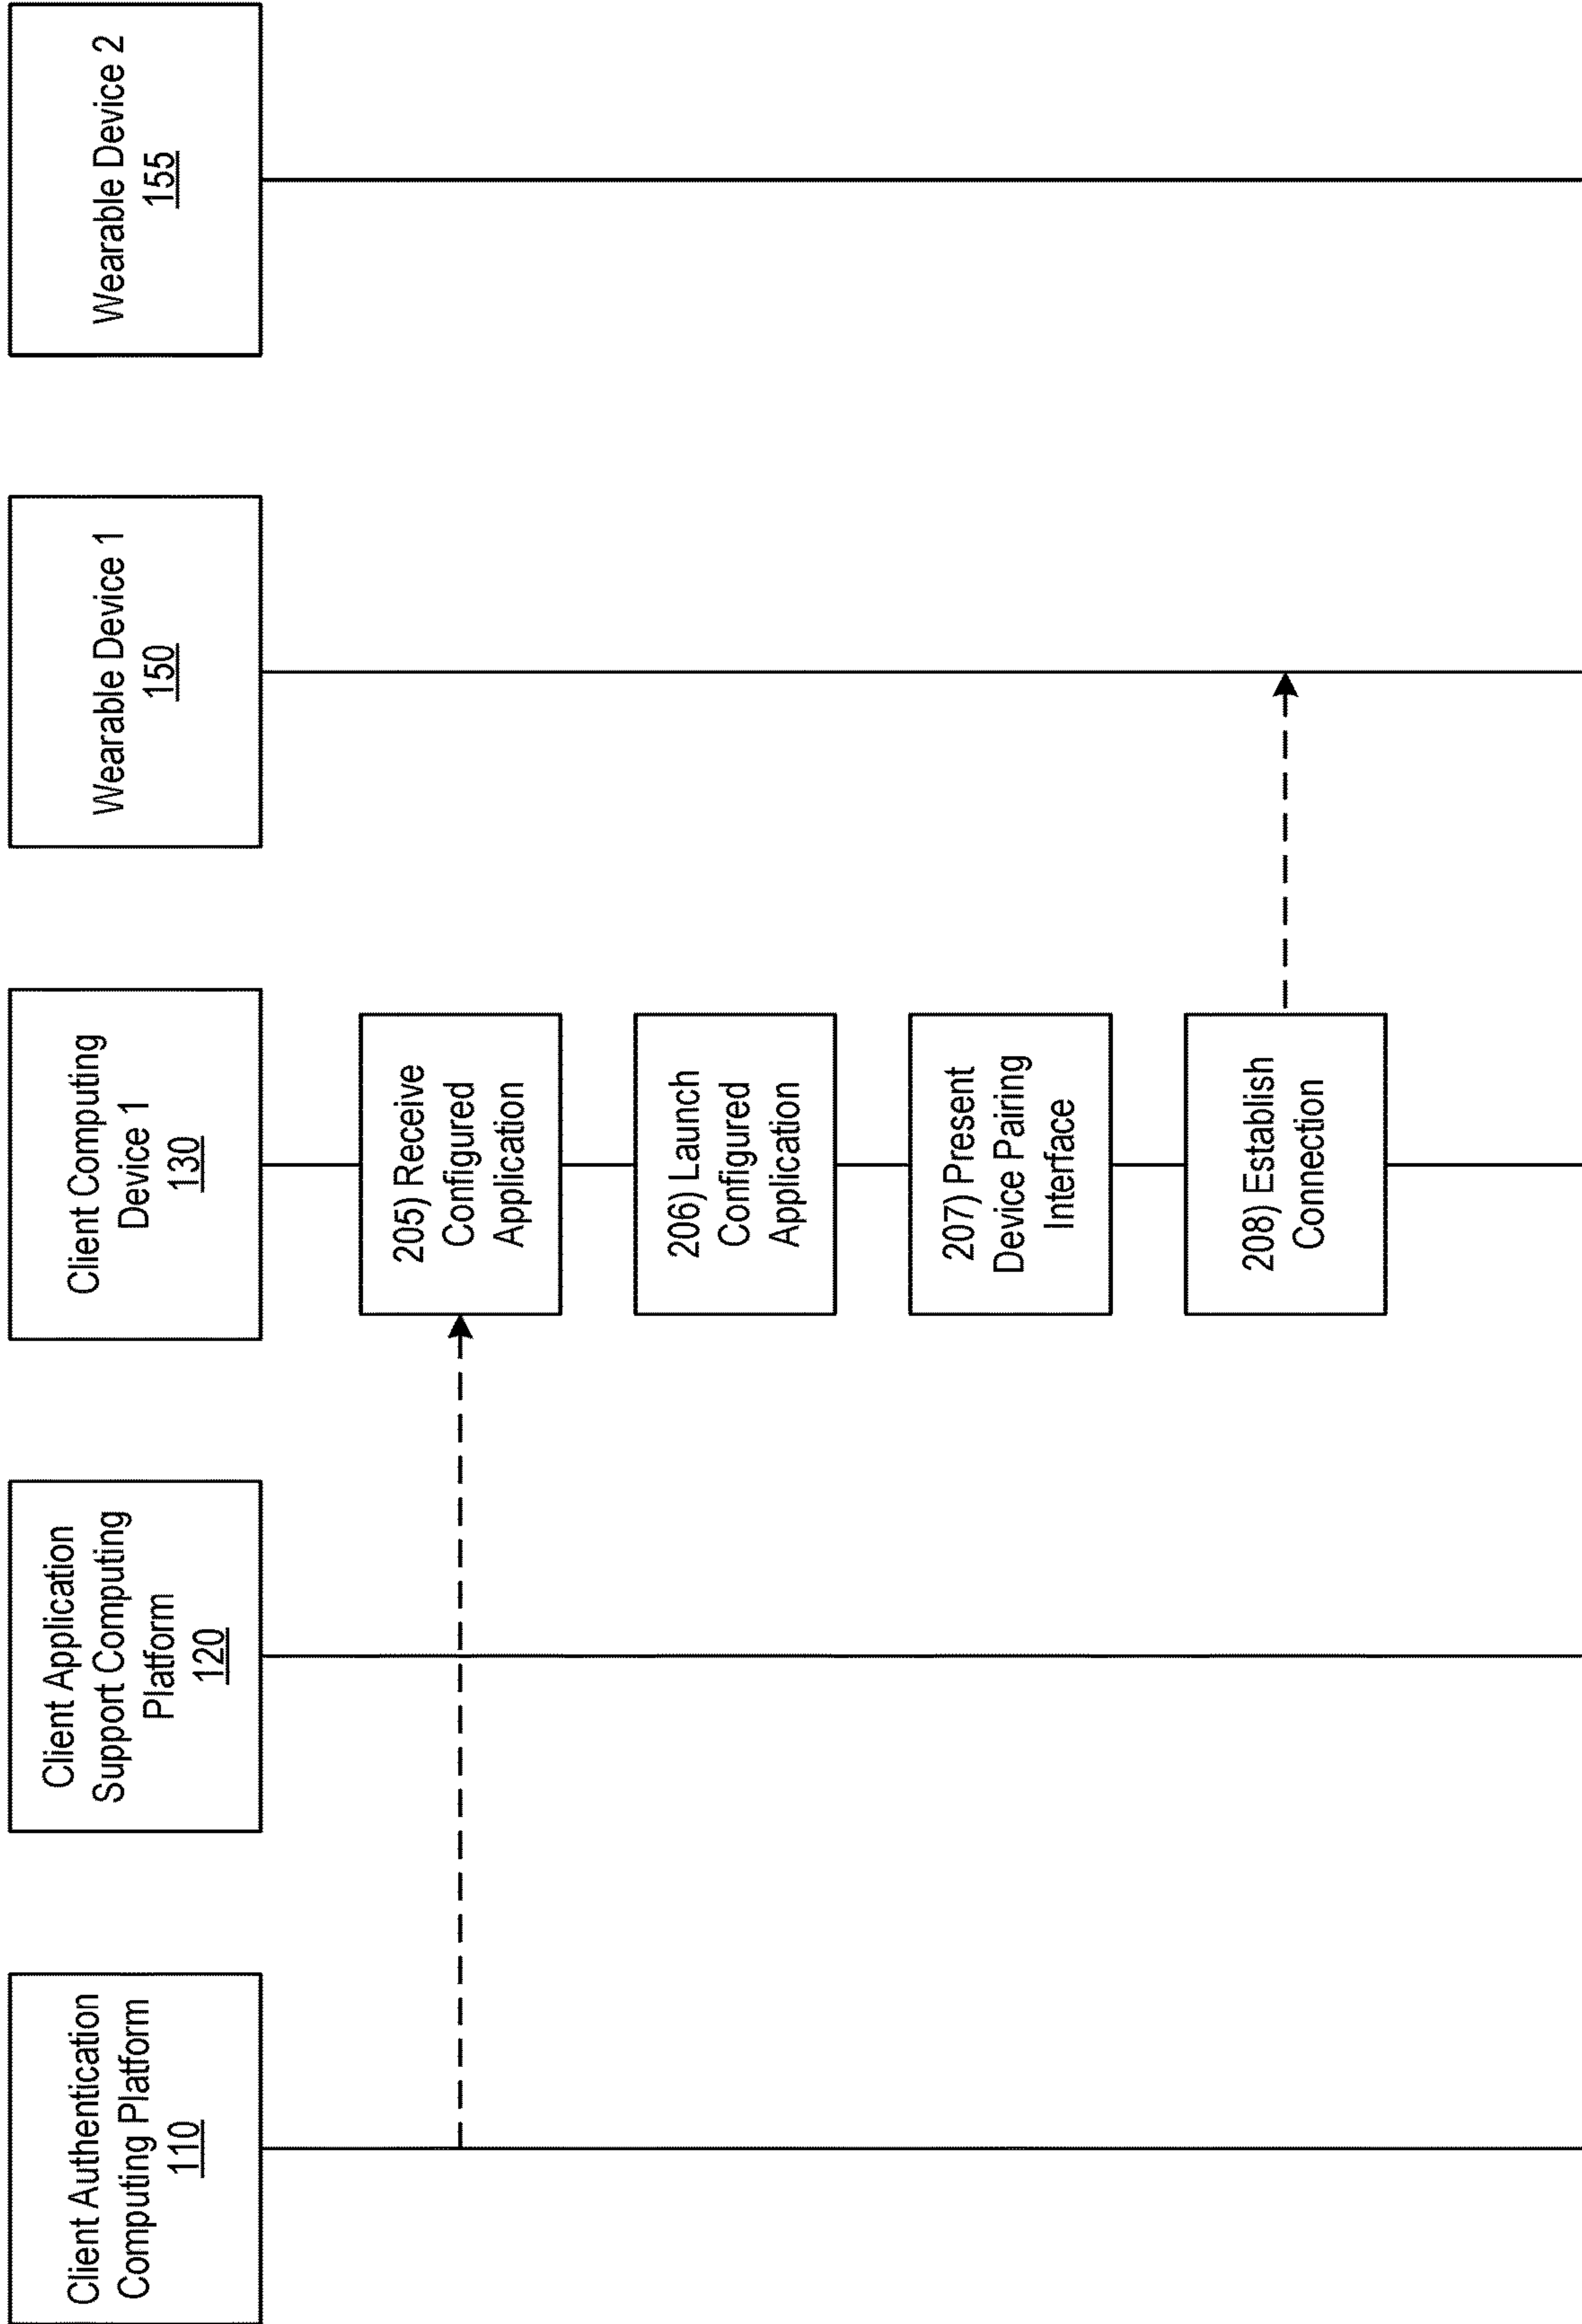 Client Authentication
Computing Platform
110
Client Application
Support Computing
Platform
120
Client Computing
Device 1
130
Wearable Device 1
150
Wearable Device 2
155
205) Receive
Configured
Application
206) Launch
Configured
Application
207) Present
Device Pairing
Interface
208) Establish
Connection